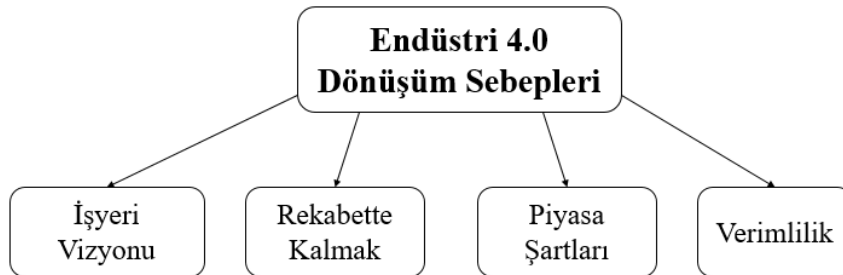 Endüstri 4.0
Dönüşüm Sebepleri
İşyeri
Vizyonu
Rekabette
Kalmak
Piyasa
Şartları
Verimlilik